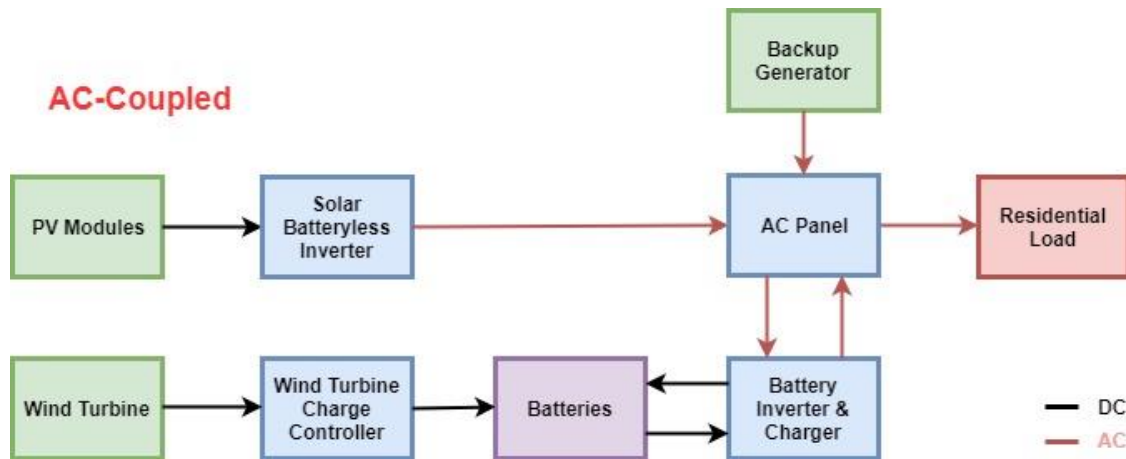 Backup
Generator
AC-Coupled
PV Modules
Solar
Batteryless
Inverter
AC Panel
Residential
Load
Wind Turbine
Wind Turbine
Charge
Controller
Batteries
Battery
Inverter &
Charger
DC
AC